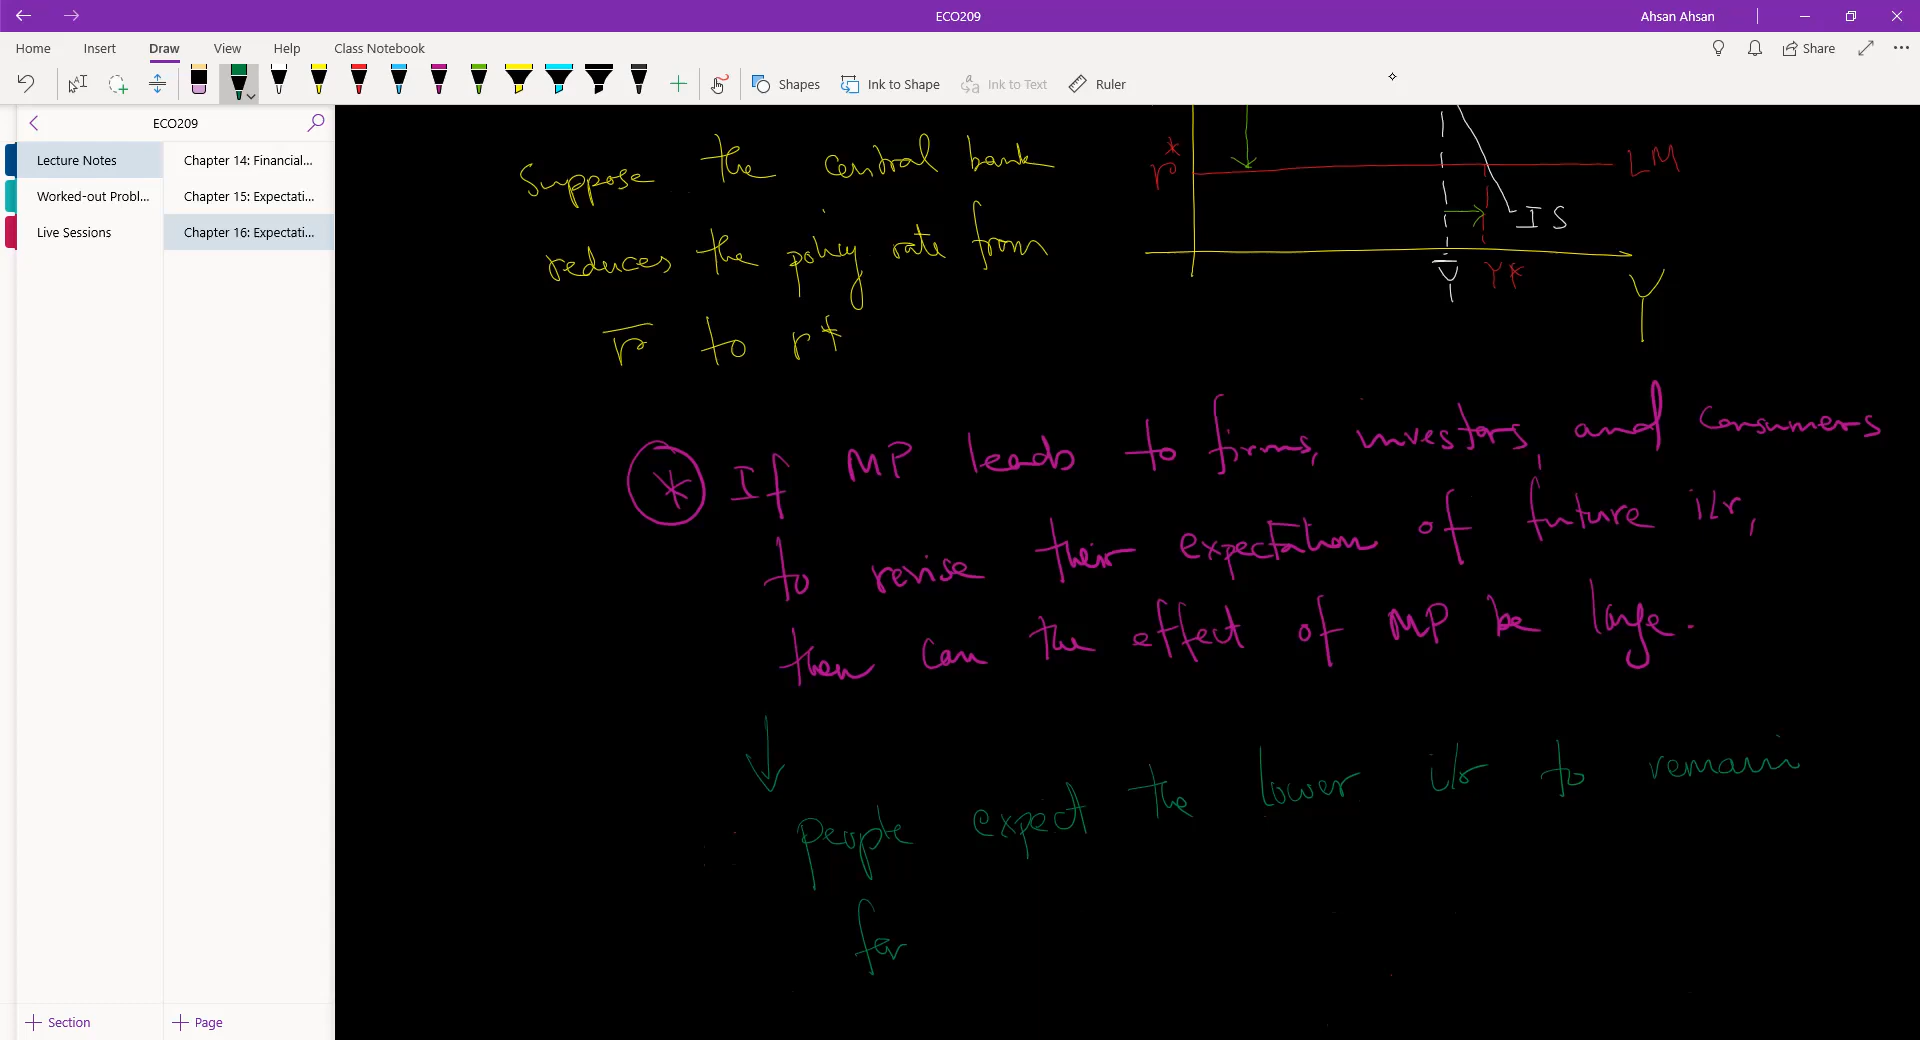 ECO209
Ahsan Ahsan
Home
Insert
Draw
View
Help
Class Notebook
Share
Shapes
Ink to Shape
Ink to Text
Ruler
ECO209
Lecture Notes
Worked-out Probl...
Live Sessions
Chapter 14: Financial...
Chapter 15: Expectati...
Chapter 16: Expectati...
Section
Page
Suppose the central bank
reduces the policy rate from
r̅ to r*
r*
LM
IS
Y̅
Y*
Y
* If MP leads to firms, investors, and consumers
to revise their expectation of future i/r,
then can the effect of MP be large.
people expect the lower i/r to remain
for